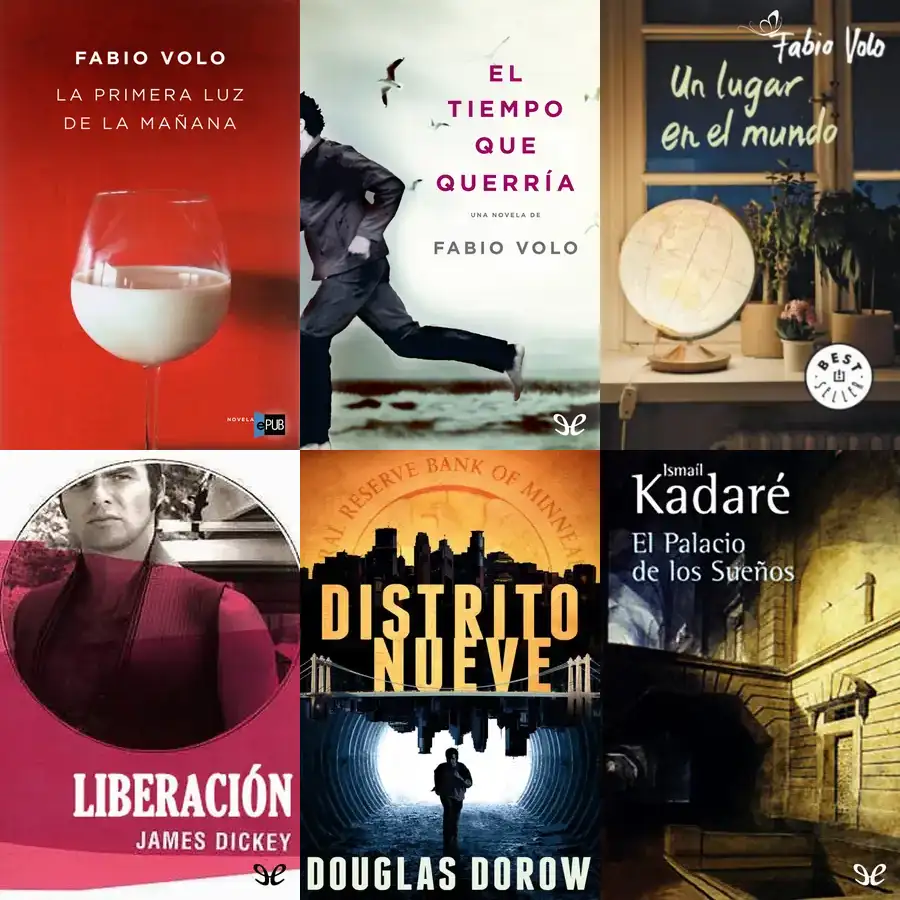 FABIO VOLO
LA PRIMERA LUZ
DE LA MAÑANA
NOVELA
ePUB
EL
TIEMPO
QUE
QUERRÍA
UNA NOVELA DE
FABIO VOLO
Fabio Volo
Un lugar
en el mundo
BEST
SELLER
LIBERACIÓN
JAMES DICKEY
RAL RESERVE BANK OF MINNEA
DISTRITO
NUEVE
DOUGLAS DOROW
Ismaíl
Kadaré
El Palacio
de los Sueños